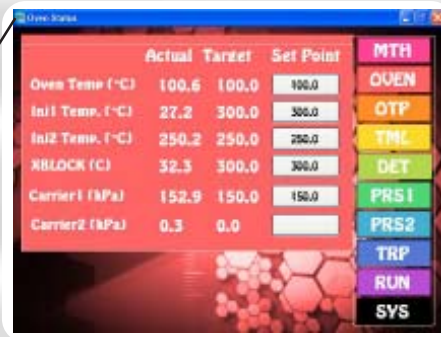 Oven Status
Actual Target Set Point
Oven Temp (°C) 100.6 100.0 100.0
Inj1 Temp. (°C) 27.2 300.0 300.0
Inj2 Temp. (°C) 250.2 250.0 250.0
XBLOCK (C) 32.3 300.0 300.0
Carrier1 (kPa) 152.9 150.0 150.0
Carrier2 (kPa) 0.3 0.0
MTH
OVEN
OTP
TML
DET
PRS1
PRS2
TRP
RUN
SYS